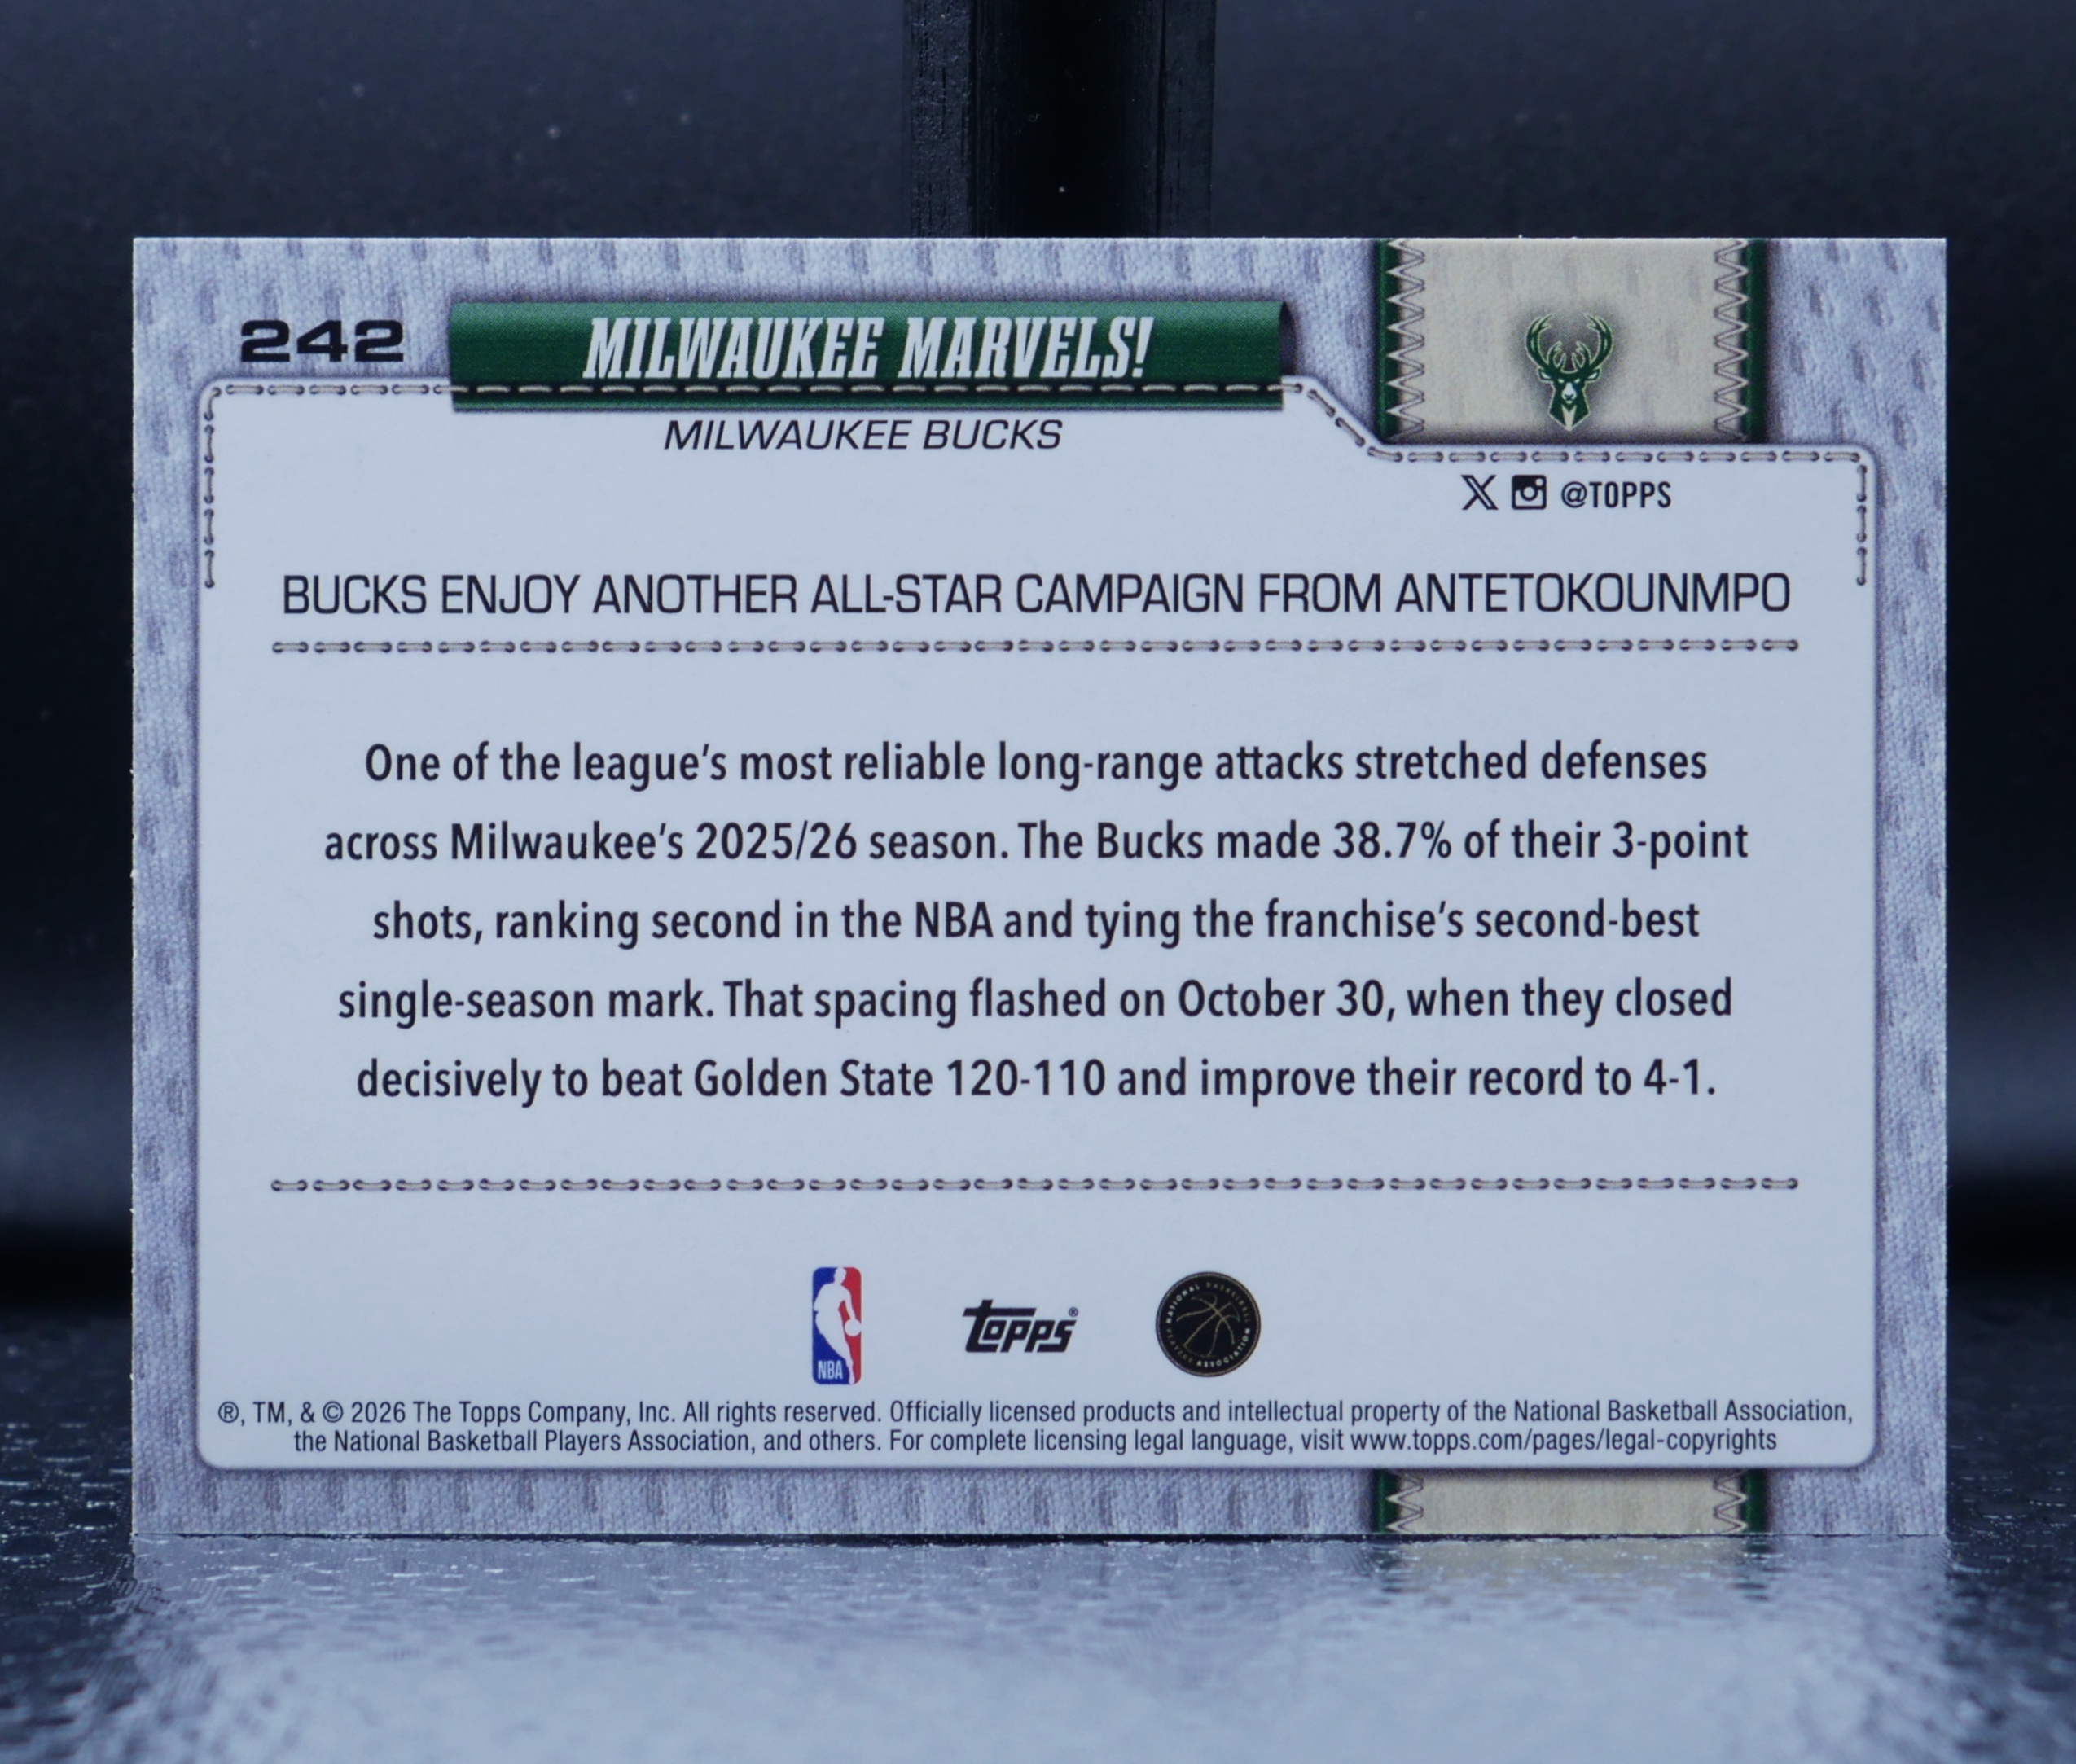 242
MILWAUKEE MARVELS!
MILWAUKEE BUCKS
@TOPPS
BUCKS ENJOY ANOTHER ALL-STAR CAMPAIGN FROM ANTETOKOUNMPO
One of the league's most reliable long-range attacks stretched defenses
across Milwaukee's 2025/26 season. The Bucks made 38.7% of their 3-point
shots, ranking second in the NBA and tying the franchise's second-best
single-season mark. That spacing flashed on October 30, when they closed
decisively to beat Golden State 120-110 and improve their record to 4-1.
NBA
topps®
NATIONAL BASKETBALL PLAYERS ASSOCIATION
®, TM, & © 2026 The Topps Company, Inc. All rights reserved. Officially licensed products and intellectual property of the National Basketball Association,
the National Basketball Players Association, and others. For complete licensing legal language, visit www.topps.com/pages/legal-copyrights